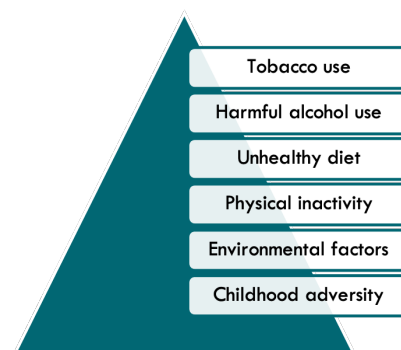 Tobacco use
Harmful alcohol use
Unhealthy diet
Physical inactivity
Environmental factors
Childhood adversity